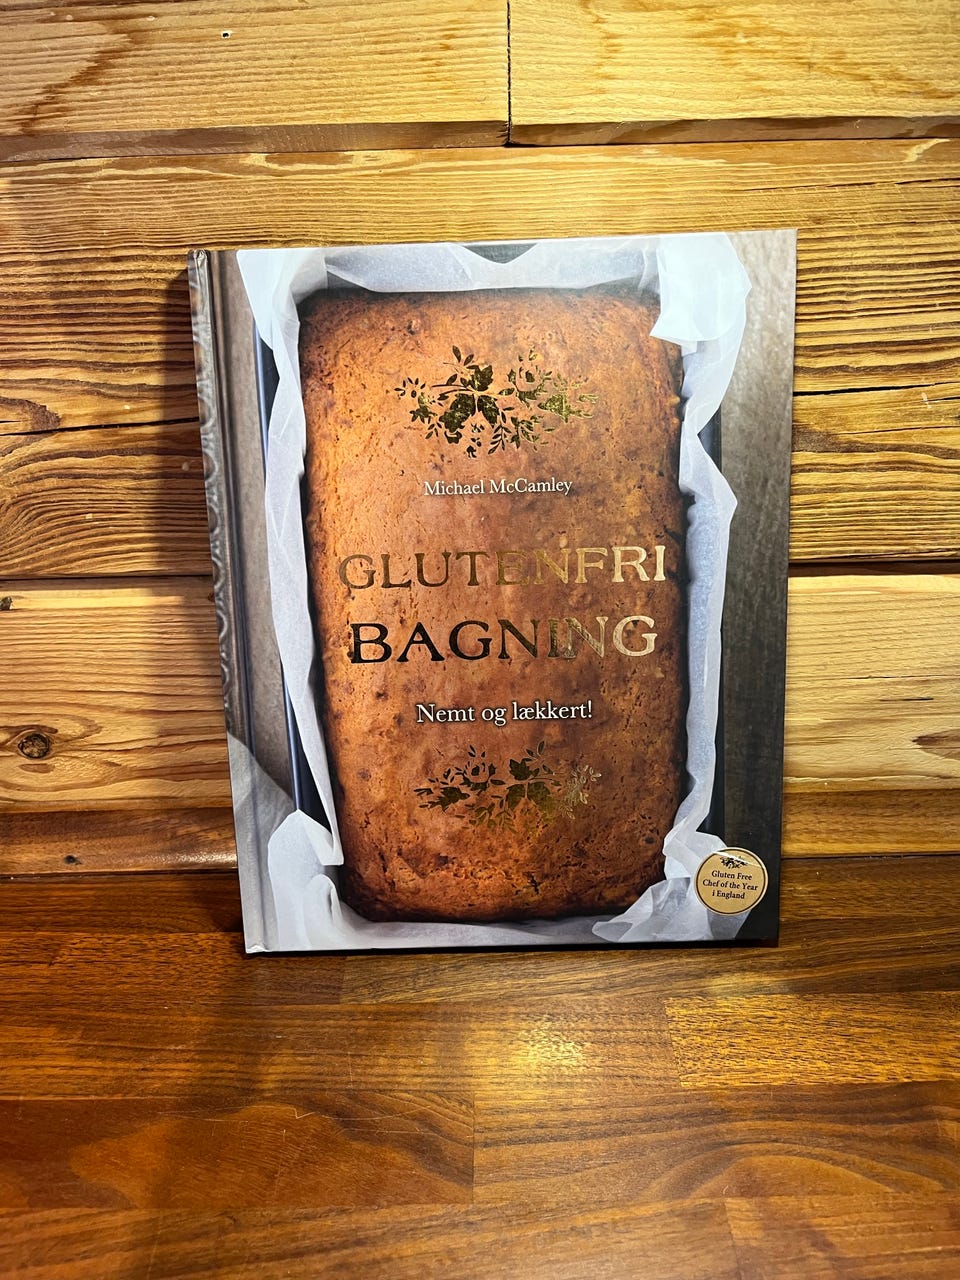 Michael McCamley
GLUTENFRI
BAGNING
Nemt og lækkert!
Gluten Free
Chef of the Year
i England